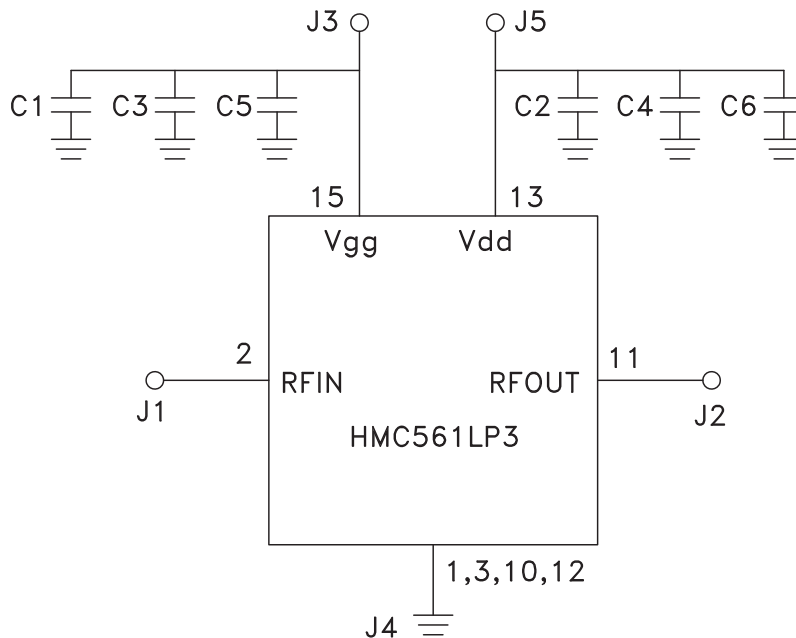 J3 J5
C1 C3 C5 C2 C4 C6
15 13
Vgg Vdd
2 11
RFIN RFOUT
J1 J2
HMC561LP3
1,3,10,12
J4